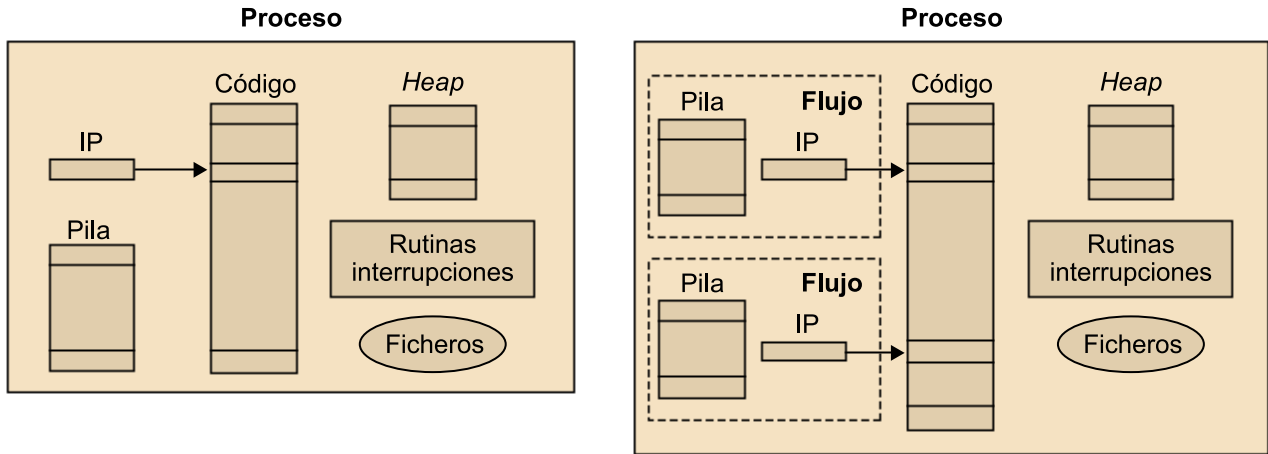 Proceso
Código
Heap
IP
Pila
Rutinas
interrupciones
Ficheros
Proceso
Pila
Flujo
IP
Código
Heap
Pila
Flujo
IP
Rutinas
interrupciones
Ficheros